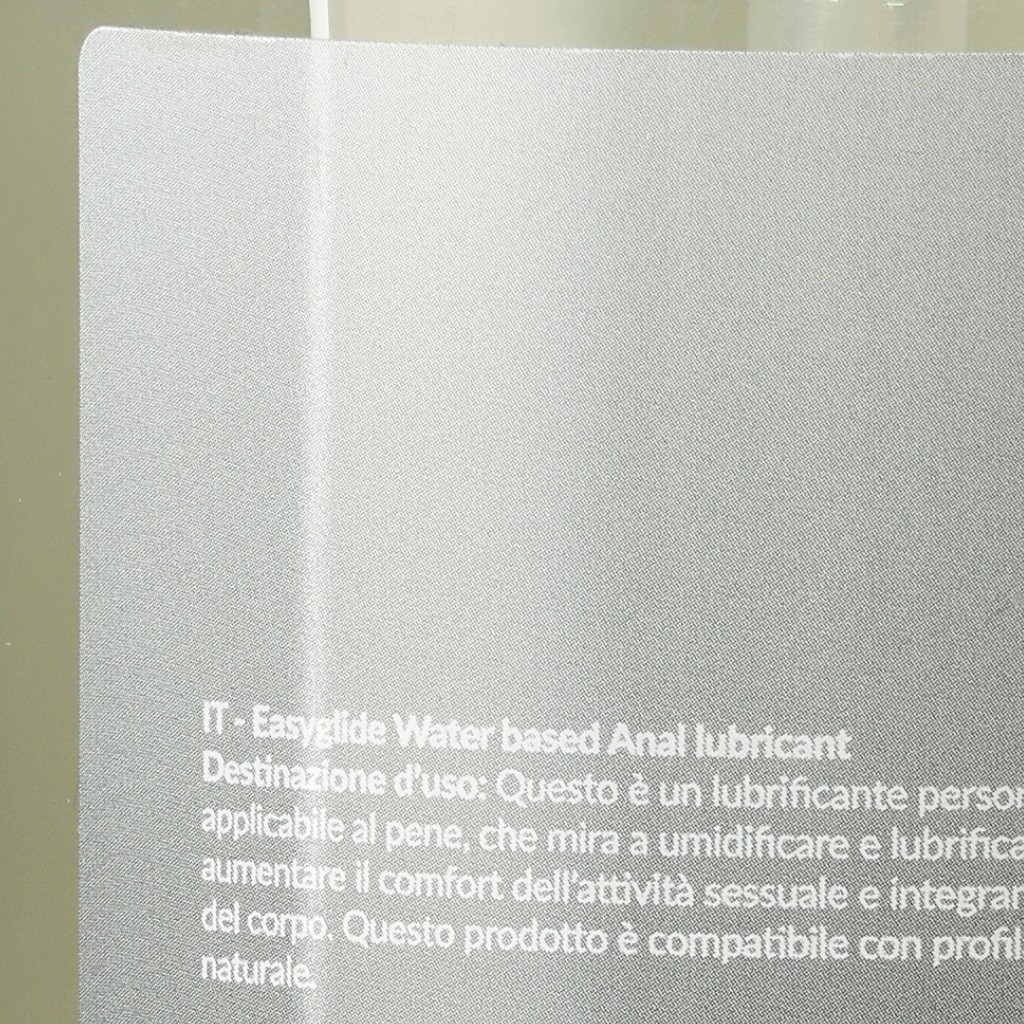 IT - Easyglide Water based Anal lubricant
Destinazione d'uso: Questo è un lubrificante
applicabile al pene, che mira a umidificare e
aumentare il comfort dell'attività sessuale e
del corpo. Questo prodotto è compatibile con
naturale.